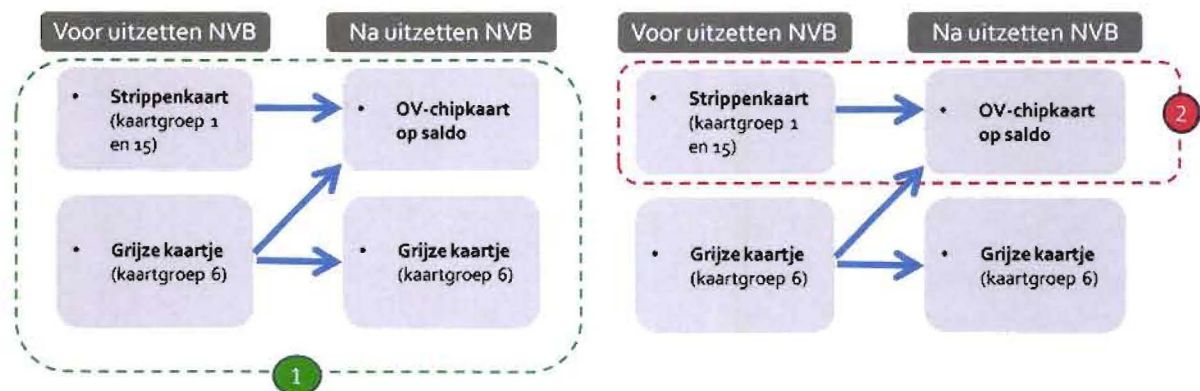 Voor uitzetten NVB
Na uitzetten NVB
• Strippenkaart
(kaartgroep 1
en 15)
• OV-chipkaart
op saldo
• Grijze kaartje
(kaartgroep 6)
• Grijze kaartje
(kaartgroep 6)
1
Voor uitzetten NVB
Na uitzetten NVB
• Strippenkaart
(kaartgroep 1
en 15)
• OV-chipkaart
op saldo
2
• Grijze kaartje
(kaartgroep 6)
• Grijze kaartje
(kaartgroep 6)